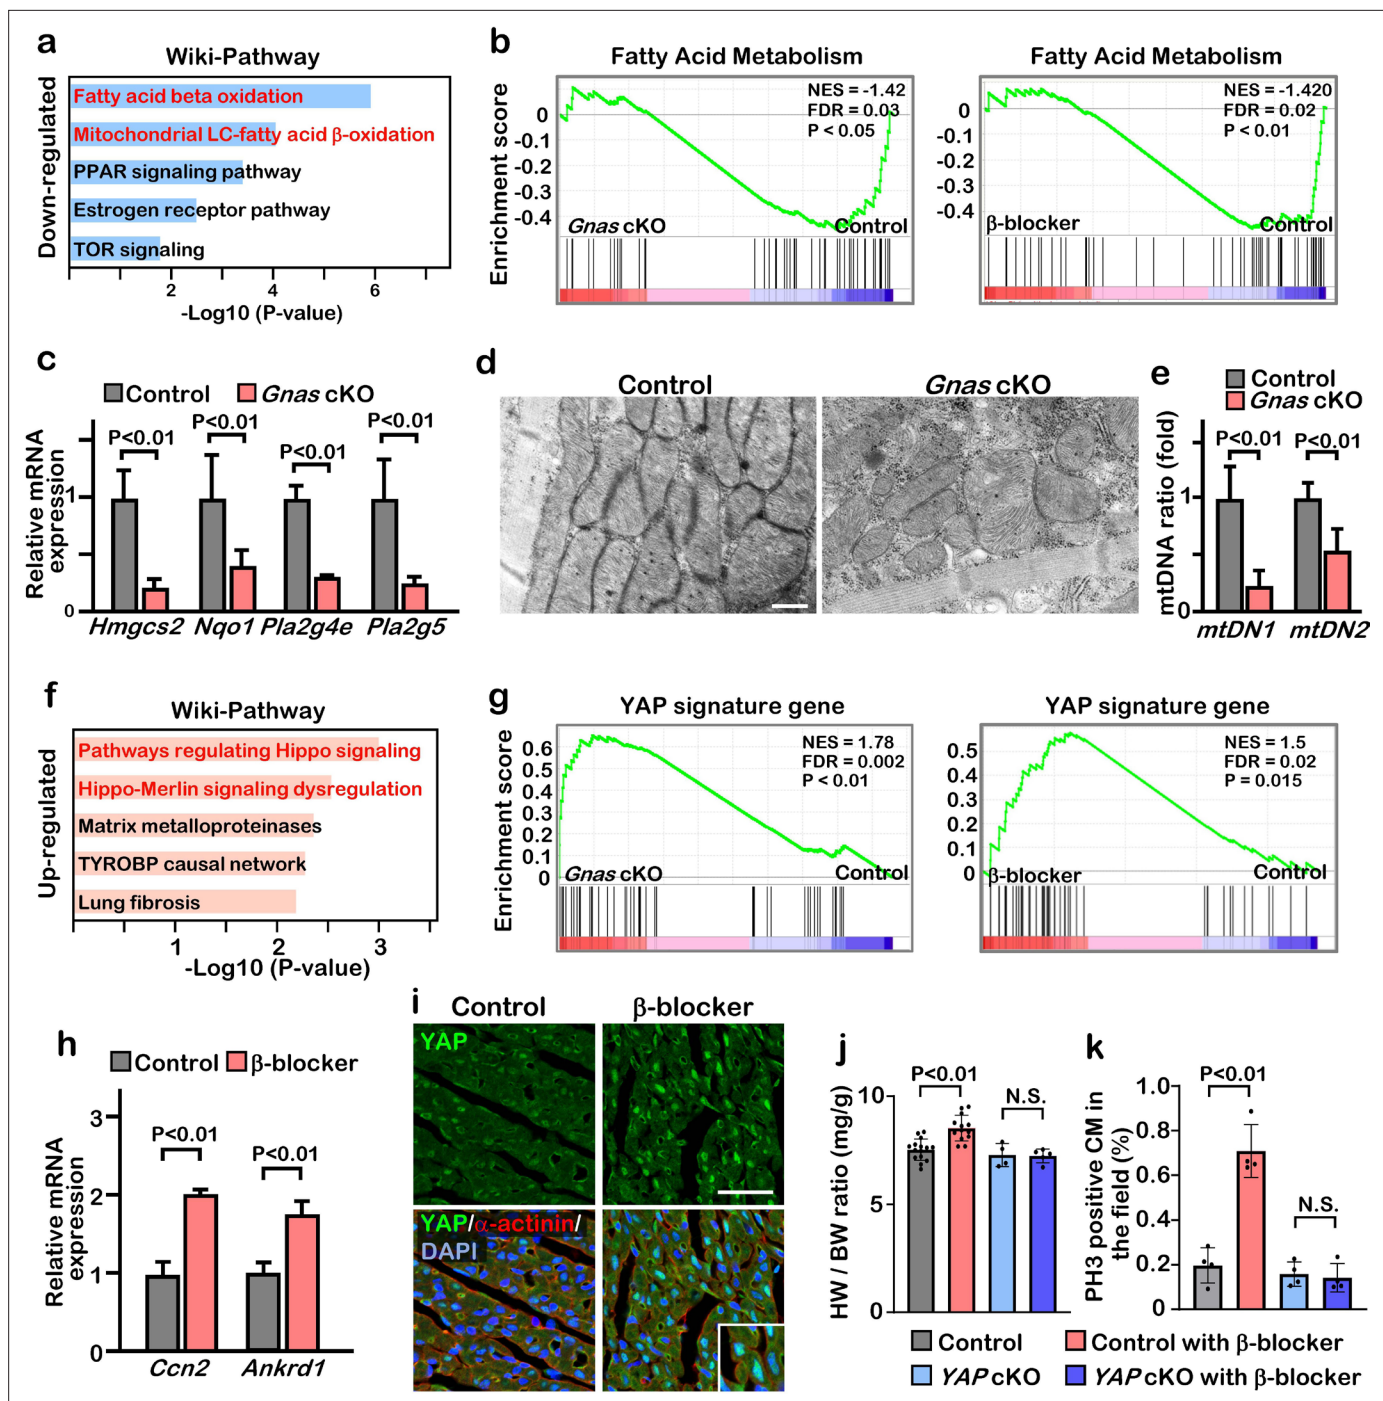 a
Wiki-Pathway
Down-regulated
Fatty acid beta oxidation
Mitochondrial LC-fatty acid β-oxidation
PPAR signaling pathway
Estrogen receptor pathway
TOR signaling
2 4 6
-Log10 (P-value)
b
Fatty Acid Metabolism
Enrichment score
0
-0.1
-0.2
-0.3
-0.4
NES = -1.42
FDR = 0.03
P < 0.05
Gnas cKO Control
Fatty Acid Metabolism
0
-0.1
-0.2
-0.3
-0.4
NES = -1.420
FDR = 0.02
P < 0.01
β-blocker Control
c
Control Gnas cKO
Relative mRNA
expression
1
0
P<0.01 P<0.01 P<0.01 P<0.01
Hmgcs2 Nqo1 Pla2g4e Pla2g5
d
Control Gnas cKO
e
Control
Gnas cKO
mtDNA ratio (fold)
1
0
P<0.01 P<0.01
mtDN1 mtDN2
f
Wiki-Pathway
Up-regulated
Pathways regulating Hippo signaling
Hippo-Merlin signaling dysregulation
Matrix metalloproteinases
TYROBP causal network
Lung fibrosis
1 2 3
-Log10 (P-value)
g
YAP signature gene
Enrichment score
0.6
0.5
0.4
0.3
0.2
0.1
0
NES = 1.78
FDR = 0.002
P < 0.01
Gnas cKO Control
YAP signature gene
0.5
0.4
0.3
0.2
0.1
0
NES = 1.5
FDR = 0.02
P = 0.015
β-blocker Control
h
Control β-blocker
Relative mRNA
expression
3
2
1
0
P<0.01 P<0.01
Ccn2 Ankrd1
i
Control β-blocker
YAP
YAP/α-actinin/
DAPI
j
HW / BW ratio (mg/g)
10
5
0
P<0.01 N.S.
k
PH3 positive CM in
the field (%)
1.0
0.8
0.6
0.4
0.2
0
P<0.01
N.S.
Control Control with β-blocker
YAP cKO YAP cKO with β-blocker